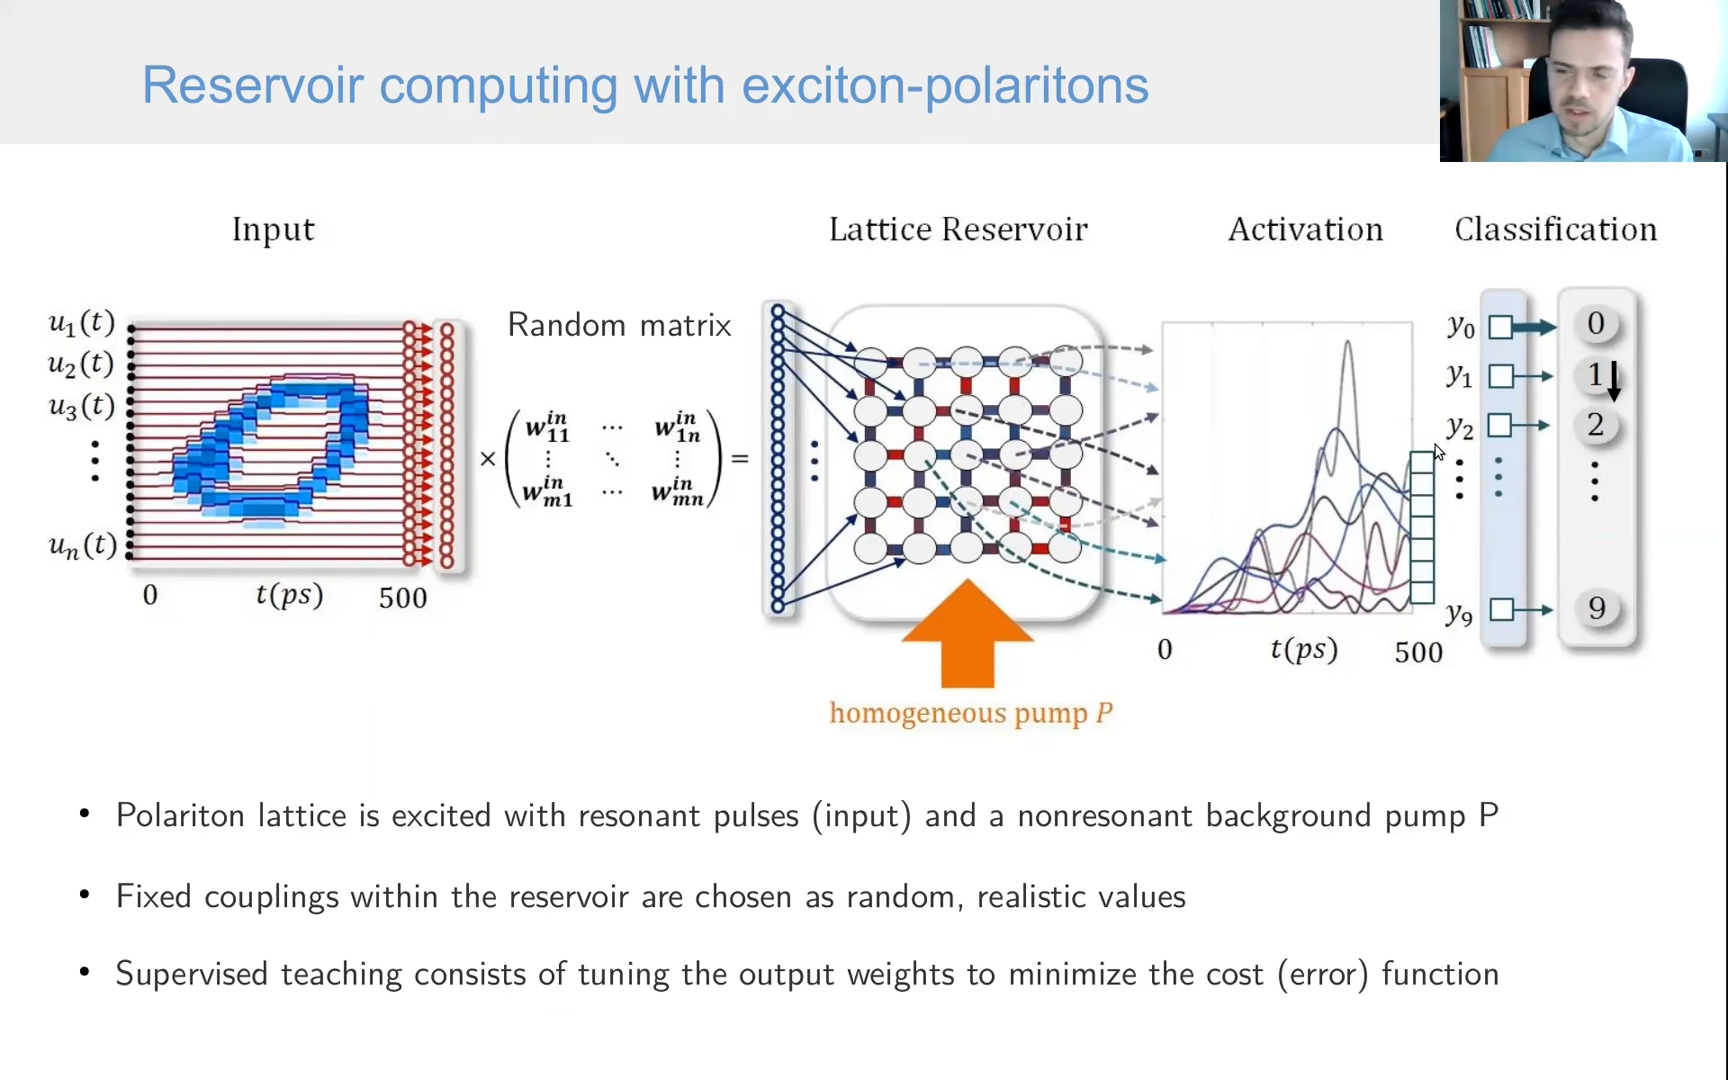 Reservoir computing with exciton-polaritons
Input
Lattice Reservoir
Activation
Classification
u₁(t)
u₂(t)
u₃(t)
⋮
uₙ(t)
0
t(ps)
500
Random matrix
× ( w₁₁ⁱⁿ ⋯ w₁ₙⁱⁿ
⋮ ⋱ ⋮
wₘ₁ⁱⁿ ⋯ wₘₙⁱⁿ ) =
⋮
homogeneous pump P
0
t(ps)
500
y₀ 0
y₁ 1
y₂ 2
⋮ ⋮ ⋮
y₉ 9
• Polariton lattice is excited with resonant pulses (input) and a nonresonant background pump P
• Fixed couplings within the reservoir are chosen as random, realistic values
• Supervised teaching consists of tuning the output weights to minimize the cost (error) function